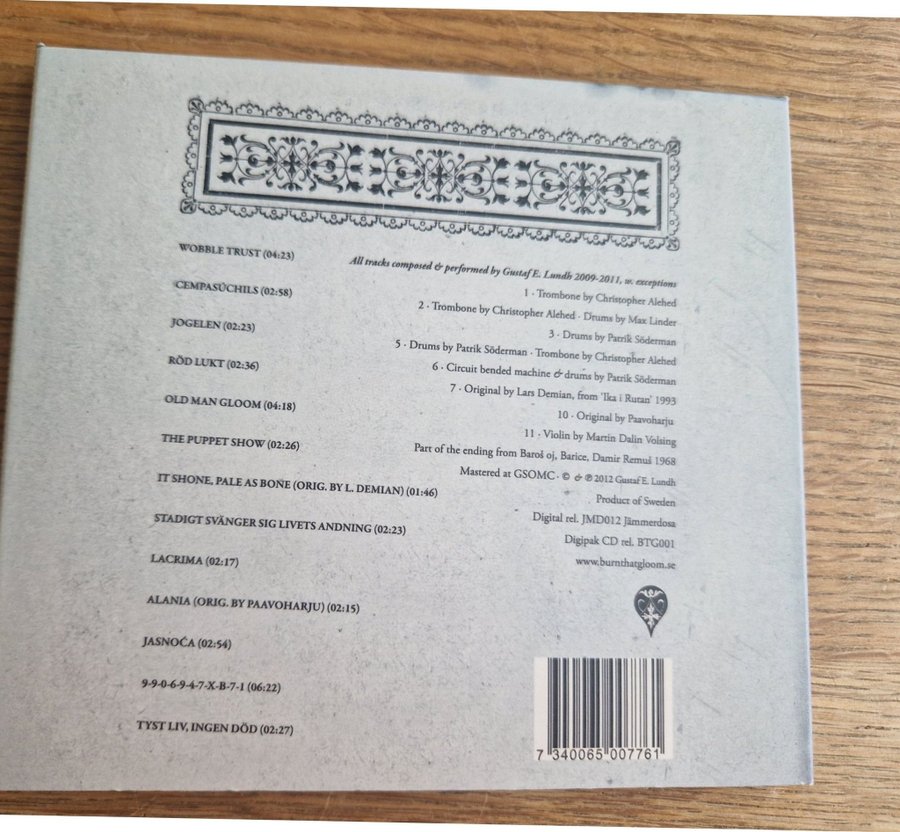 WOBBLE TRUST (04:23)
CEMPASÚCHILS (02:58)
JOGELEN (02:23)
RÖD LUKT (02:36)
OLD MAN GLOOM (04:18)
THE PUPPET SHOW (02:26)
IT SHONE, PALE AS BONE (ORIG. BY L. DEMIAN) (01:46)
STADIGT SVÄNGER SIG LIVETS ANDNING (02:23)
LACRIMA (02:17)
ALANIA (ORIG. BY PAAVOHARJU) (02:15)
JASNOĆA (02:54)
9-9-0-6-9-4-7-X-B-7-1 (06:22)
TYST LIV, INGEN DÖD (02:27)
All tracks composed & performed by Gustaf E. Lundh 2009-2011, w. exceptions
1 · Trombone by Christopher Alehed
2 · Trombone by Christopher Alehed · Drums by Max Linder
3 · Drums by Patrik Söderman
5 · Drums by Patrik Söderman · Trombone by Christopher Alehed
6 · Circuit bended machine & drums by Patrik Söderman
7 · Original by Lars Demian, from 'Ika i Rutan' 1993
10 · Original by Paavoharju
11 · Violin by Martin Dalin Volsing
Part of the ending from Baroš oj, Barice, Damir Remuš 1968
Mastered at GSOMC · © & ℗ 2012 Gustaf E. Lundh
Product of Sweden
Digital rel. JMD012 Jämmerdosa
Digipak CD rel. BTG001
www.burnthatgloom.se
7 340065 007761